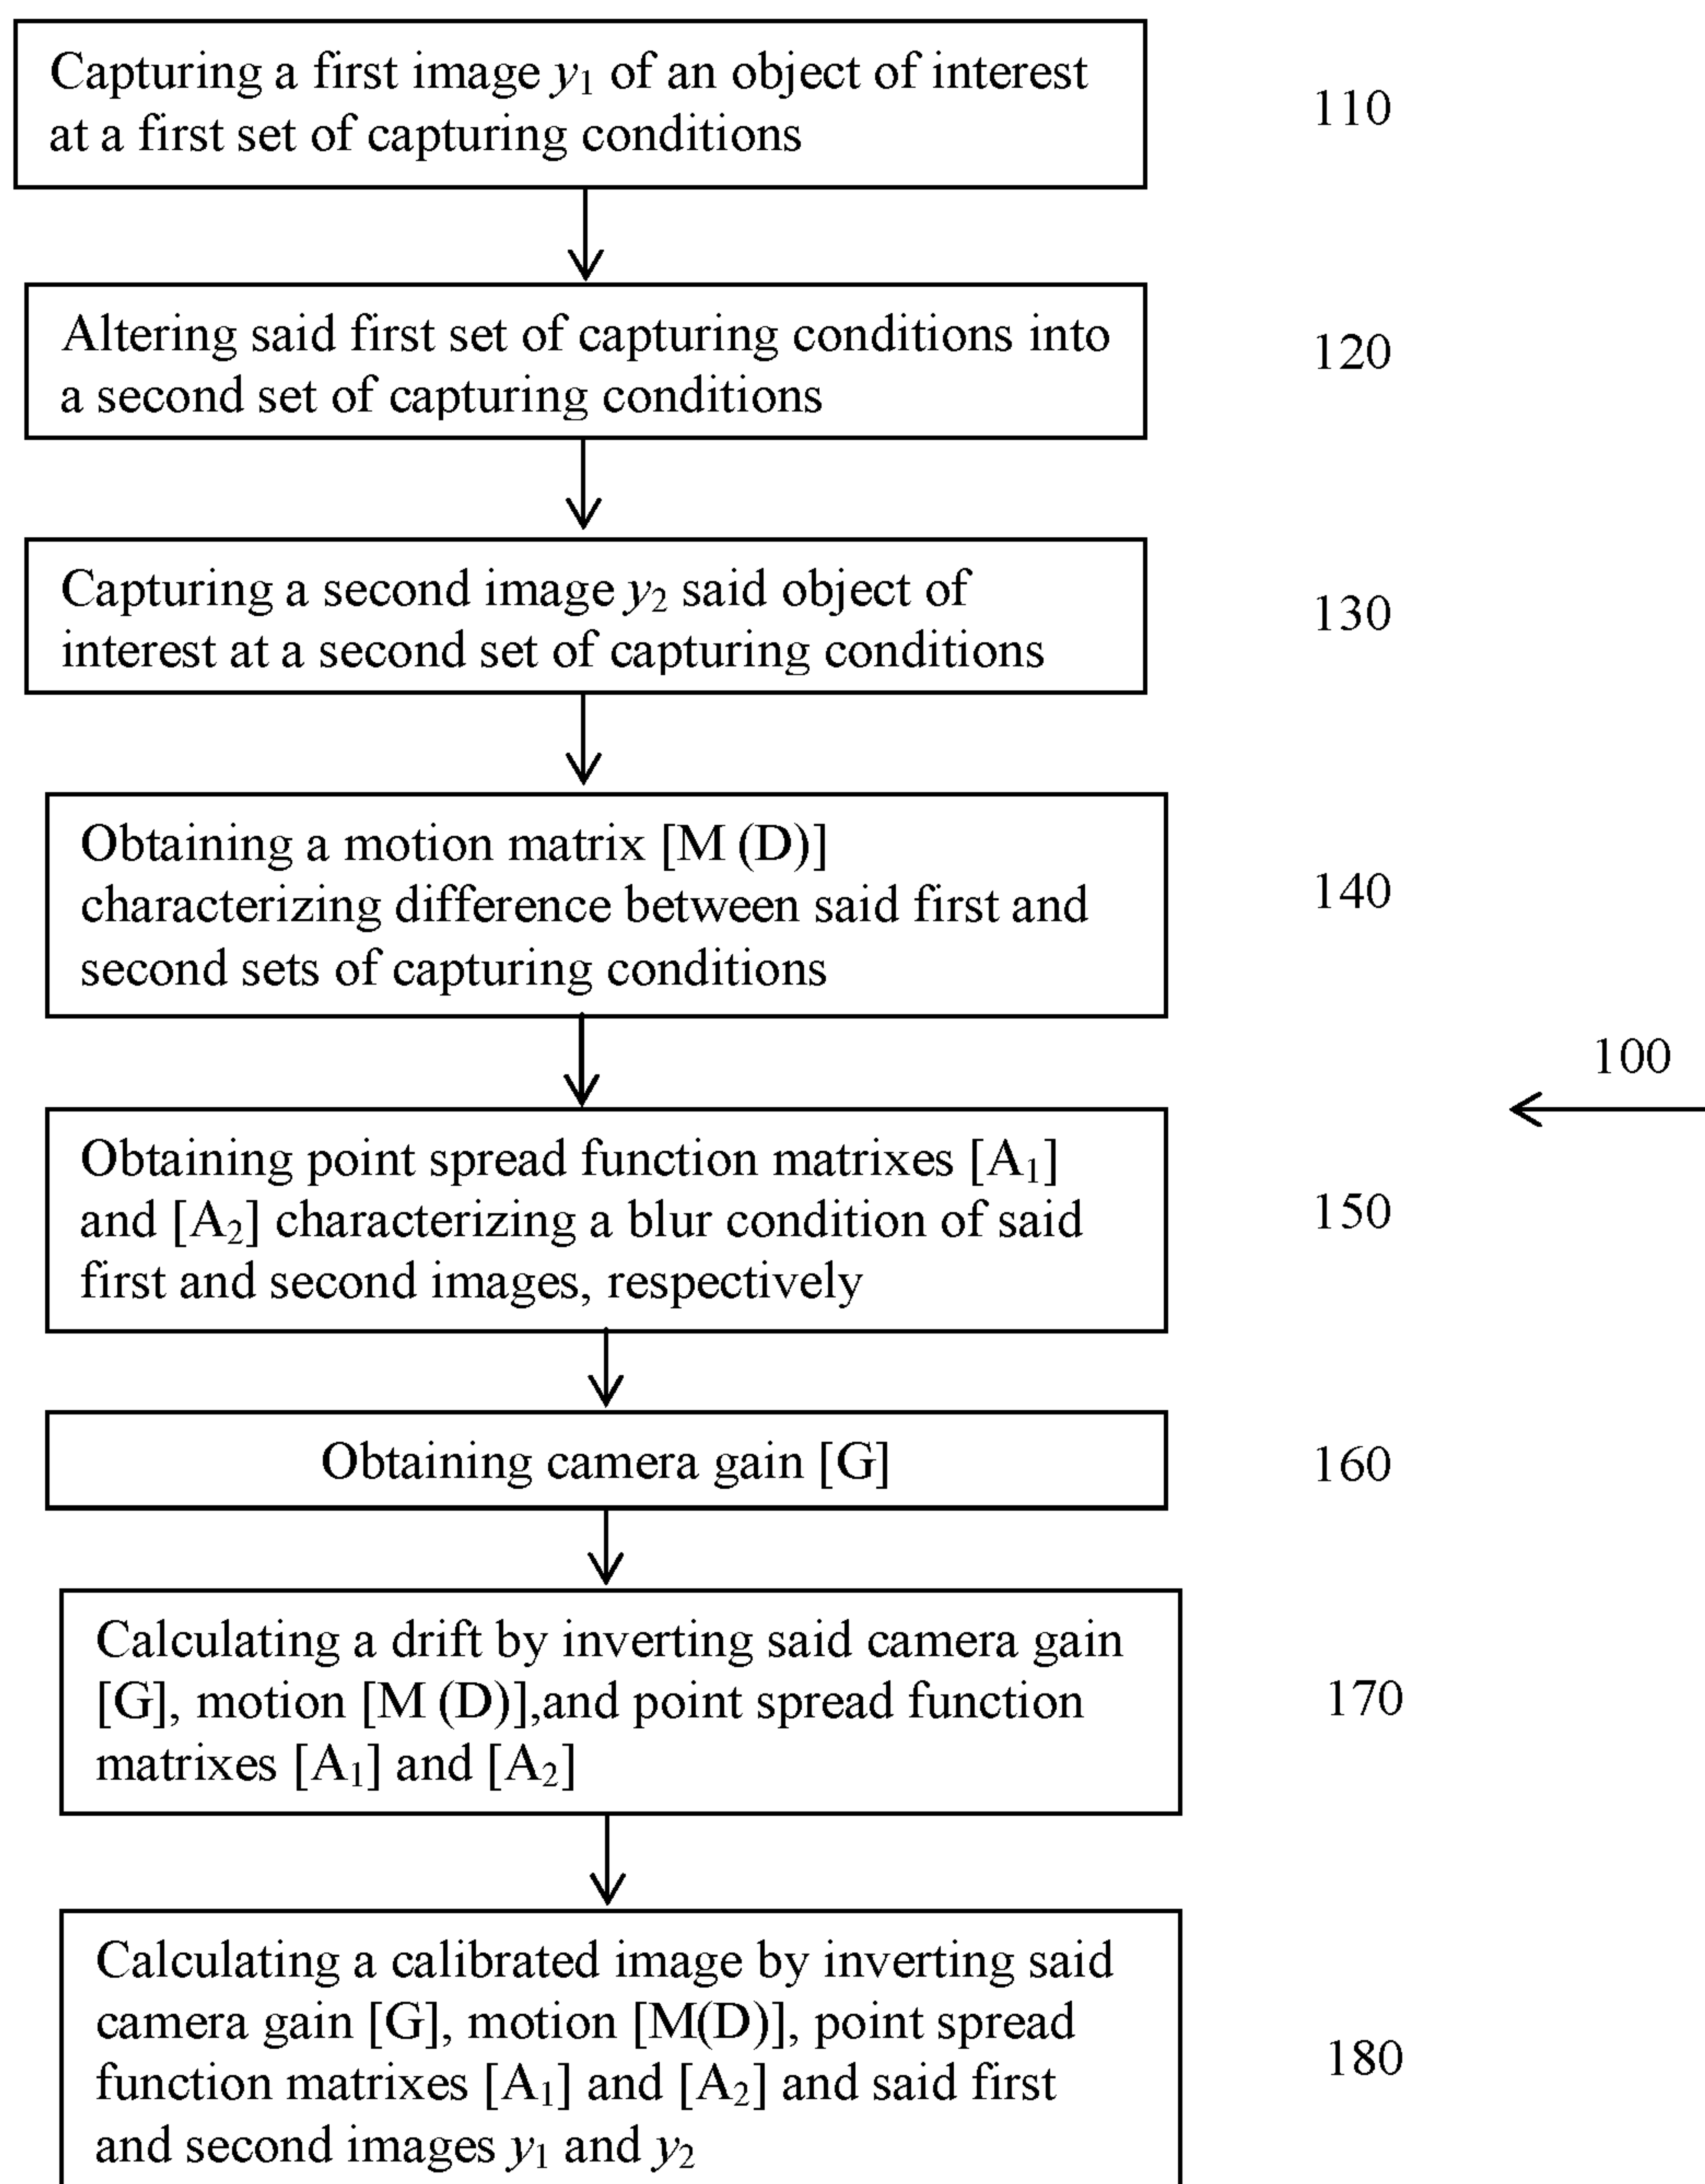 Capturing a first image y₁ of an object of interest
at a first set of capturing conditions
110
Altering said first set of capturing conditions into
a second set of capturing conditions
120
Capturing a second image y₂ said object of
interest at a second set of capturing conditions
130
Obtaining a motion matrix [M (D)]
characterizing difference between said first and
second sets of capturing conditions
140
100
Obtaining point spread function matrixes [A₁]
and [A₂] characterizing a blur condition of said
first and second images, respectively
150
Obtaining camera gain [G]
160
Calculating a drift by inverting said camera gain
[G], motion [M (D)],and point spread function
matrixes [A₁] and [A₂]
170
Calculating a calibrated image by inverting said
camera gain [G], motion [M(D)], point spread
function matrixes [A₁] and [A₂] and said first
and second images y₁ and y₂
180